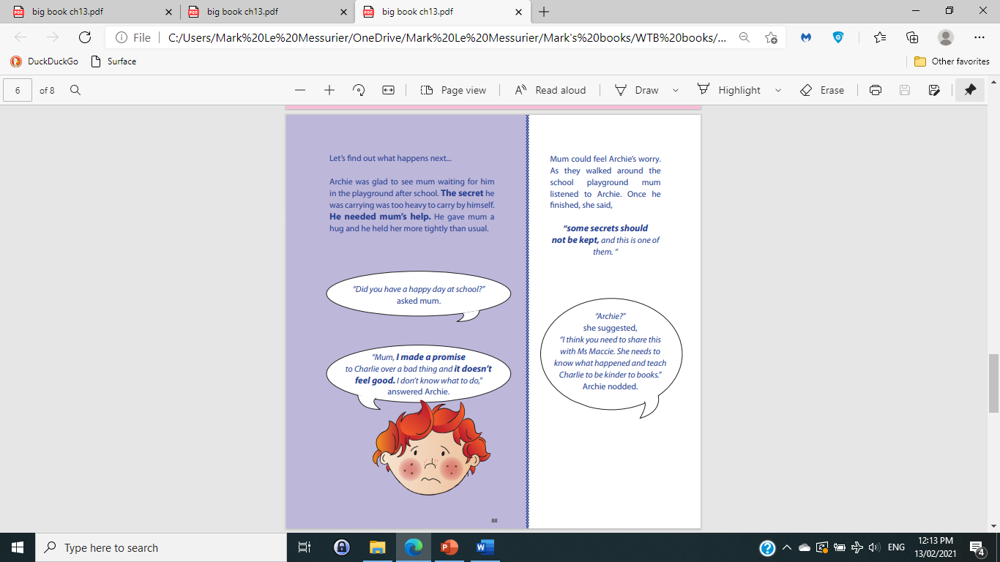 big book ch13.pdf
big book ch13.pdf
big book ch13.pdf
File
C:/Users/Mark%20Le%20Messurier/OneDrive/Mark%20Le%20Messurier/Mark's%20books/WTB%20books/...
DuckDuckGo
Surface
Other favorites
6
of 8
Page view
Read aloud
Draw
Highlight
Erase
Let's find out what happens next...
Archie was glad to see mum waiting for him
in the playground after school. The secret he
was carrying was too heavy to carry by himself.
He needed mum's help. He gave mum a
hug and he held her more tightly than usual.
"Did you have a happy day at school?"
asked mum.
"Mum, I made a promise
to Charlie over a bad thing and it doesn't
feel good. I don't know what to do,"
answered Archie.
88
Mum could feel Archie's worry.
As they walked around the
school playground mum
listened to Archie. Once he
finished, she said,
"some secrets should
not be kept, and this is one of
them. "
"Archie?"
she suggested,
"I think you need to share this
with Ms Maccie. She needs to
know what happened and teach
Charlie to be kinder to books."
Archie nodded.
Type here to search
ENG
12:13 PM
13/02/2021
4